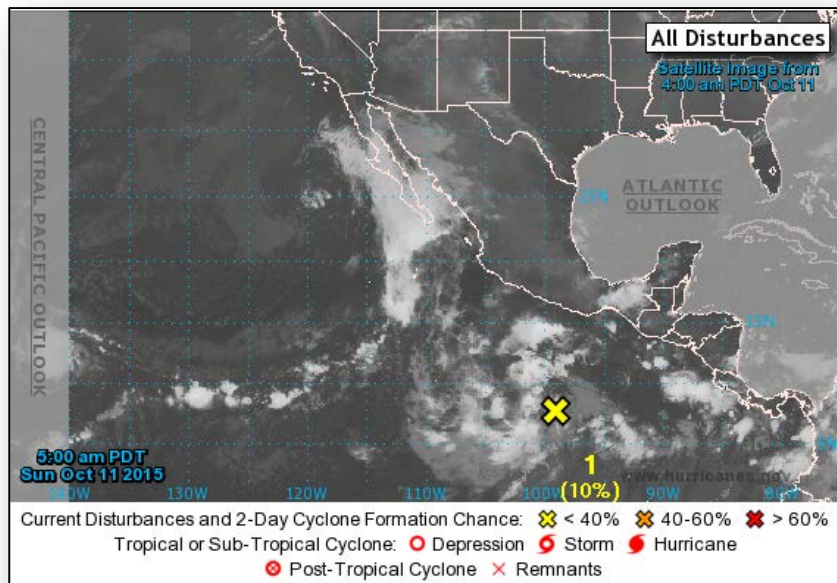 All Disturbances
Satellite Image from
4:00 am PDT Oct 11
CENTRAL PACIFIC OUTLOOK
ATLANTIC
OUTLOOK
25N
15N
5N
5:00 am PDT
Sun Oct 11 2015
1
(10%)
www.hurricanes.gov
140W 130W 120W 110W 100W 90W 80W
Current Disturbances and 2-Day Cyclone Formation Chance: < 40% 40-60% > 60%
Tropical or Sub-Tropical Cyclone: Depression Storm Hurricane
Post-Tropical Cyclone Remnants